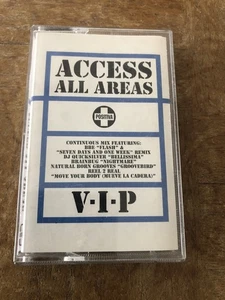 ACCESS
ALL AREAS
POSITIVA
CONTINUOUS MIX FEATURING:
BBE "FLASH" &
"SEVEN DAYS AND ONE WEEK" REMIX
DJ QUICKSILVER "BELLISSIMA"
BRAINBUG "NIGHTMARE"
NATURAL BORN GROOVES "GROOVEBIRD"
REEL 2 REAL
"MOVE YOUR BODY (MUEVE LA CADERA)"
V·I·P